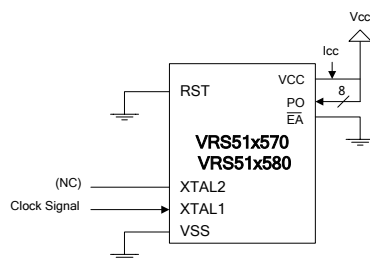 Vcc
Icc
VCC
8
RST
PO
EA
VRS51x570
VRS51x580
(NC)
XTAL2
Clock Signal
XTAL1
VSS